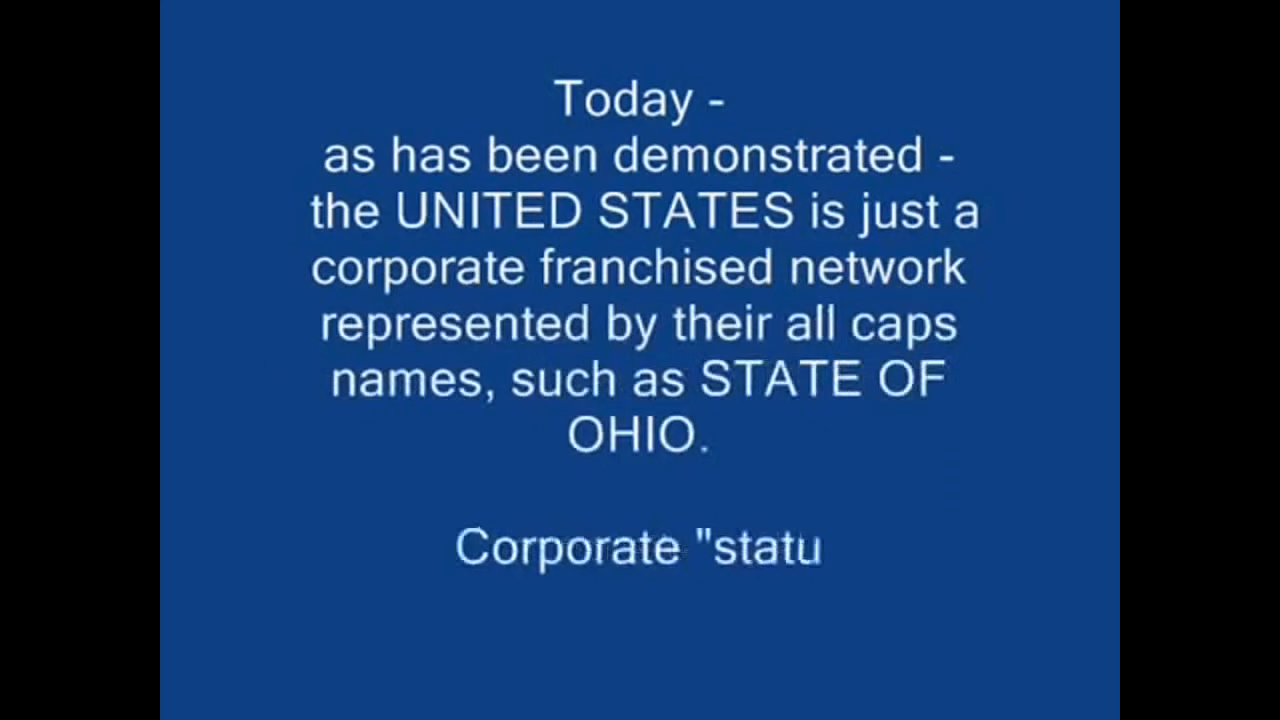 Today -
as has been demonstrated -
the UNITED STATES is just a
corporate franchised network
represented by their all caps
names, such as STATE OF
OHIO.
Corporate "statu